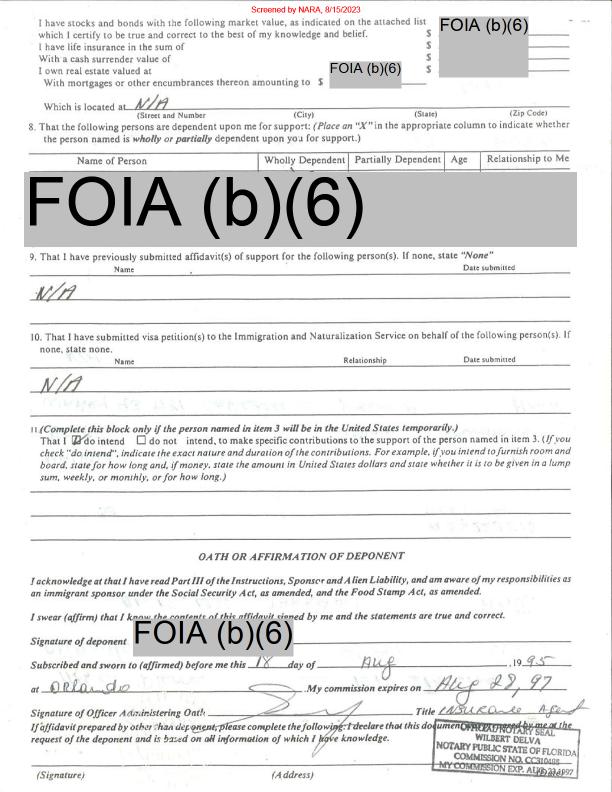 Screened by NARA, 8/15/2023
I have stocks and bonds with the following market value, as indicated on the attached list
which I certify to be true and correct to the best of my knowledge and belief. $ FOIA (b)(6)
I have life insurance in the sum of $
With a cash surrender value of $
I own real estate valued at $
With mortgages or other encumbrances thereon amounting to $ FOIA (b)(6)
Which is located at N/A
(Street and Number) (City) (State) (Zip Code)
8. That the following persons are dependent upon me for support: (Place an "X" in the appropriate column to indicate whether
the person named is wholly or partially dependent upon you for support.)
Name of Person Wholly Dependent Partially Dependent Age Relationship to Me
FOIA (b)(6)
9. That I have previously submitted affidavit(s) of support for the following person(s). If none, state "None"
Name Date submitted
N/A
10. That I have submitted visa petition(s) to the Immigration and Naturalization Service on behalf of the following person(s). If
none, state none.
Name Relationship Date submitted
N/A
11.(Complete this block only if the person named in item 3 will be in the United States temporarily.)
That I ☒ do intend ☐ do not intend, to make specific contributions to the support of the person named in item 3. (If you
check "do intend", indicate the exact nature and duration of the contributions. For example, if you intend to furnish room and
board, state for how long and, if money, state the amount in United States dollars and state whether it is to be given in a lump
sum, weekly, or monthly, or for how long.)
OATH OR AFFIRMATION OF DEPONENT
I acknowledge at that I have read Part III of the Instructions, Sponsor and Alien Liability, and am aware of my responsibilities as
an immigrant sponsor under the Social Security Act, as amended, and the Food Stamp Act, as amended.
I swear (affirm) that I know the contents of this affidavit signed by me and the statements are true and correct.
Signature of deponent FOIA (b)(6)
Subscribed and sworn to (affirmed) before me this 18 day of Aug , 19 95
at Orlando . My commission expires on Aug 28, 97
Signature of Officer Administering Oath Title Insurance Agent
If affidavit prepared by other than deponent, please complete the following: I declare that this document was prepared by me at the
request of the deponent and is based on all information of which I have knowledge.
OFFICIAL NOTARY SEAL
WILBERT DELVA
NOTARY PUBLIC STATE OF FLORIDA
COMMISSION NO. CC310498
MY COMMISSION EXP. AUG. 1997
(Signature) (Address) (Date)